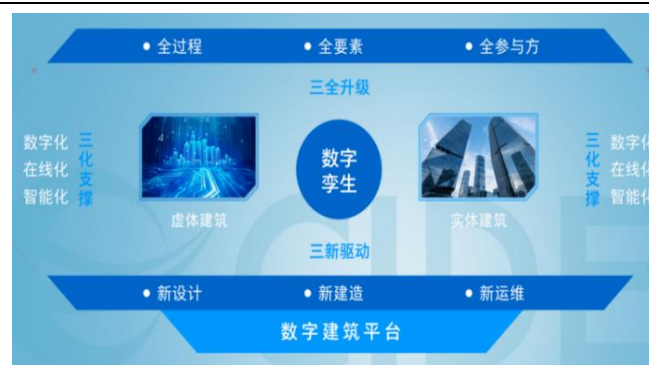 • 全过程 • 全要素 • 全参与方
三全升级
数字化
在线化
智能化
三化支撑
数字孪生
虚体建筑
实体建筑
三化支撑
数字化
在线化
智能化
三新驱动
• 新设计 • 新建造 • 新运维
数字建筑平台